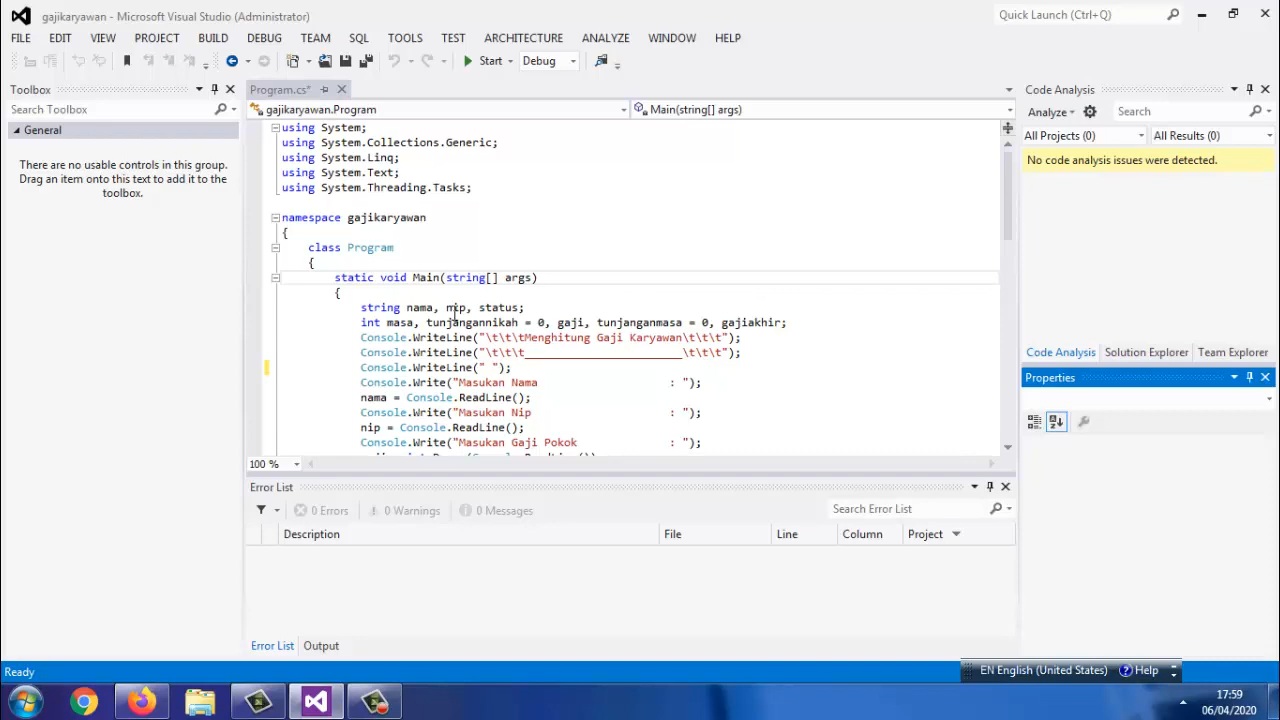 gajikaryawan - Microsoft Visual Studio (Administrator)
Quick Launch (Ctrl+Q)
FILE EDIT VIEW PROJECT BUILD DEBUG TEAM SQL TOOLS TEST ARCHITECTURE ANALYZE WINDOW HELP
Start Debug
Toolbox
Search Toolbox
General
There are no usable controls in this group.
Drag an item onto this text to add it to the
toolbox.
Program.cs*
gajikaryawan.Program
Main(string[] args)
using System;
using System.Collections.Generic;
using System.Linq;
using System.Text;
using System.Threading.Tasks;
namespace gajikaryawan
{
class Program
{
static void Main(string[] args)
{
string nama, nip, status;
int masa, tunjangannikah = 0, gaji, tunjanganmasa = 0, gajiakhir;
Console.WriteLine("\t\t\tMenghitung Gaji Karyawan\t\t\t");
Console.WriteLine("\t\t\t________________________\t\t\t");
Console.WriteLine(" ");
Console.Write("Masukan Nama                    : ");
nama = Console.ReadLine();
Console.Write("Masukan Nip                     : ");
nip = Console.ReadLine();
Console.Write("Masukan Gaji Pokok              : ");
100 %
Error List
0 Errors
0 Warnings
0 Messages
Search Error List
Description File Line Column Project
Error List Output
Code Analysis
Analyze
Search
All Projects (0)
All Results (0)
No code analysis issues were detected.
Code Analysis Solution Explorer Team Explorer
Properties
Ready
EN English (United States)
Help
17:59
06/04/2020